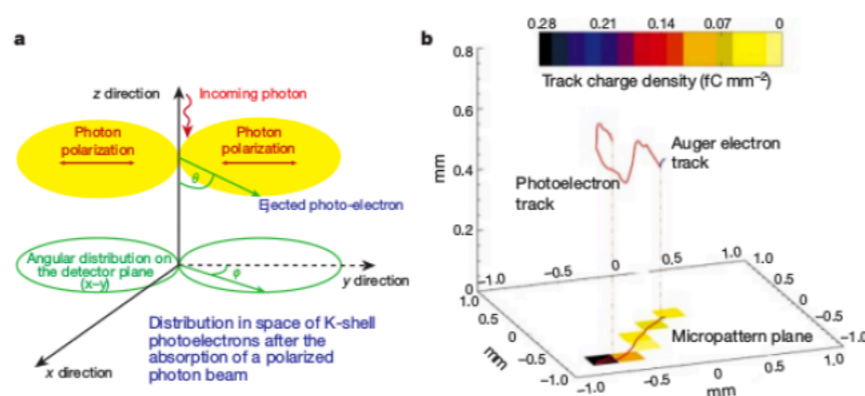 a
z direction
Incoming photon
Photon
polarization
Photon
polarization
θ
Ejected photo-electron
Angular distribution on
the detector plane
(x–y)
ϕ
y direction
Distribution in space of K-shell
photoelectrons after the
absorption of a polarized
photon beam
x direction
b
0.28 0.21 0.14 0.07 0
Track charge density (fC mm⁻²)
0.8
0.6
0.4
0.2
0
mm
Auger electron
track
Photoelectron
track
–1.0 –0.5 0 0.5 1.0
1.0 0.5 0 –0.5 –1.0
mm
Micropattern plane
1.0 0.5 0 –0.5 –1.0
–1.0 –0.5 0 0.5 1.0
mm